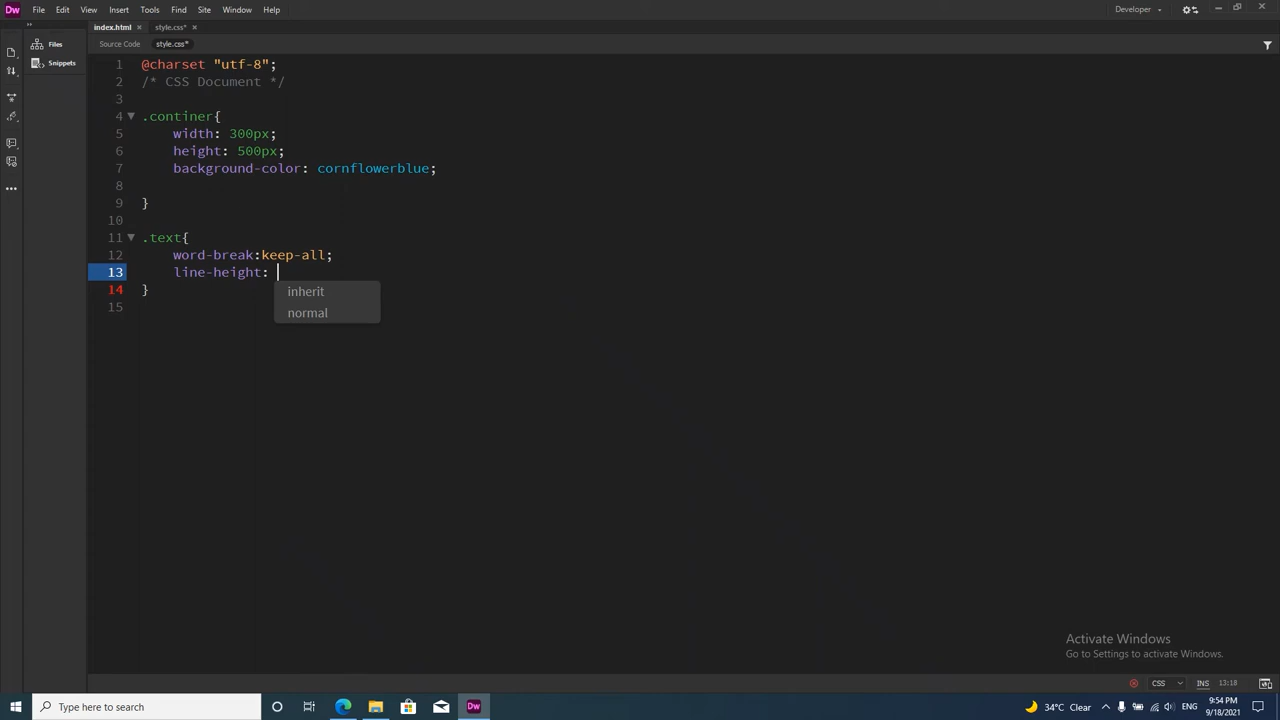 Dw File Edit View Insert Tools Find Site Window Help Developer
index.html style.css*
Source Code style.css*
Files
Snippets
1 @charset "utf-8";
2 /* CSS Document */
3
4 .continer{
5 width: 300px;
6 height: 500px;
7 background-color: cornflowerblue;
8
9 }
10
11 .text{
12 word-break:keep-all;
13 line-height:
inherit
14 }
normal
15
Activate Windows
Go to Settings to activate Windows.
CSS INS 13:18
Type here to search Dw 34°C Clear ENG 9:54 PM
9/18/2021